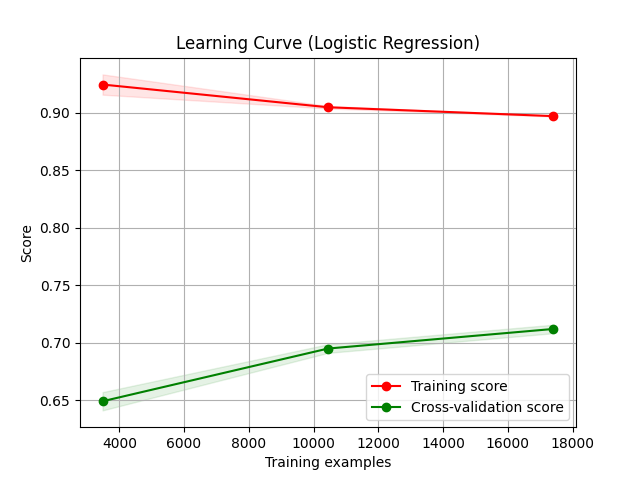 Learning Curve (Logistic Regression)
0.90
0.85
0.80
0.75
0.70
0.65
Score
Training score
Cross-validation score
4000 6000 8000 10000 12000 14000 16000 18000
Training examples